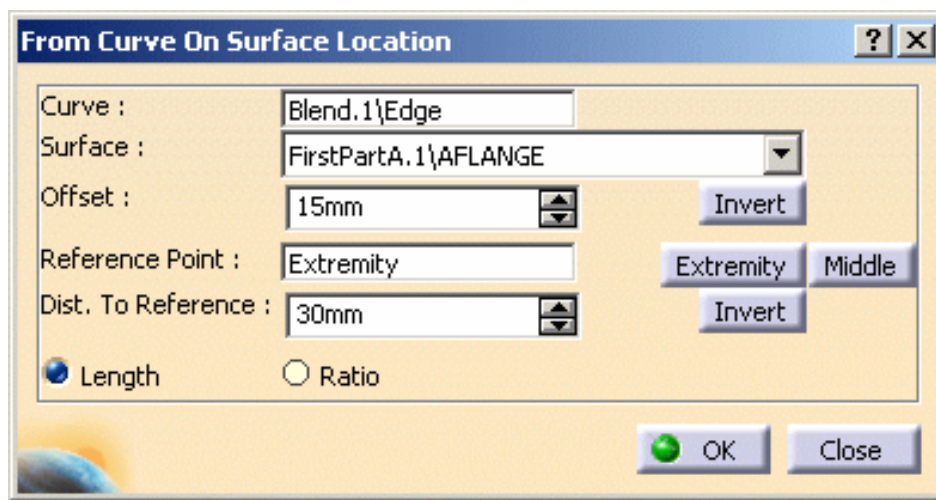 From Curve On Surface Location ? X
Curve : Blend.1\Edge
Surface : FirstPartA.1\AFLANGE
Offset : 15mm Invert
Reference Point : Extremity Extremity Middle
Dist. To Reference : 30mm Invert
Length Ratio
OK Close